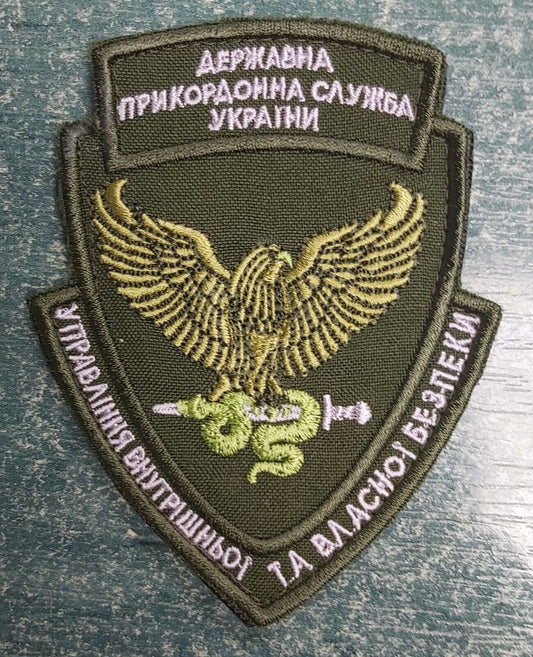 ДЕРЖАВНА
ПРИКОРДОННА СЛУЖБА
УКРАЇНИ
УПРАВЛІННЯ ВНУТРІШНЬОЇ
ТА ВЛАСНОЇ БЕЗПЕКИ